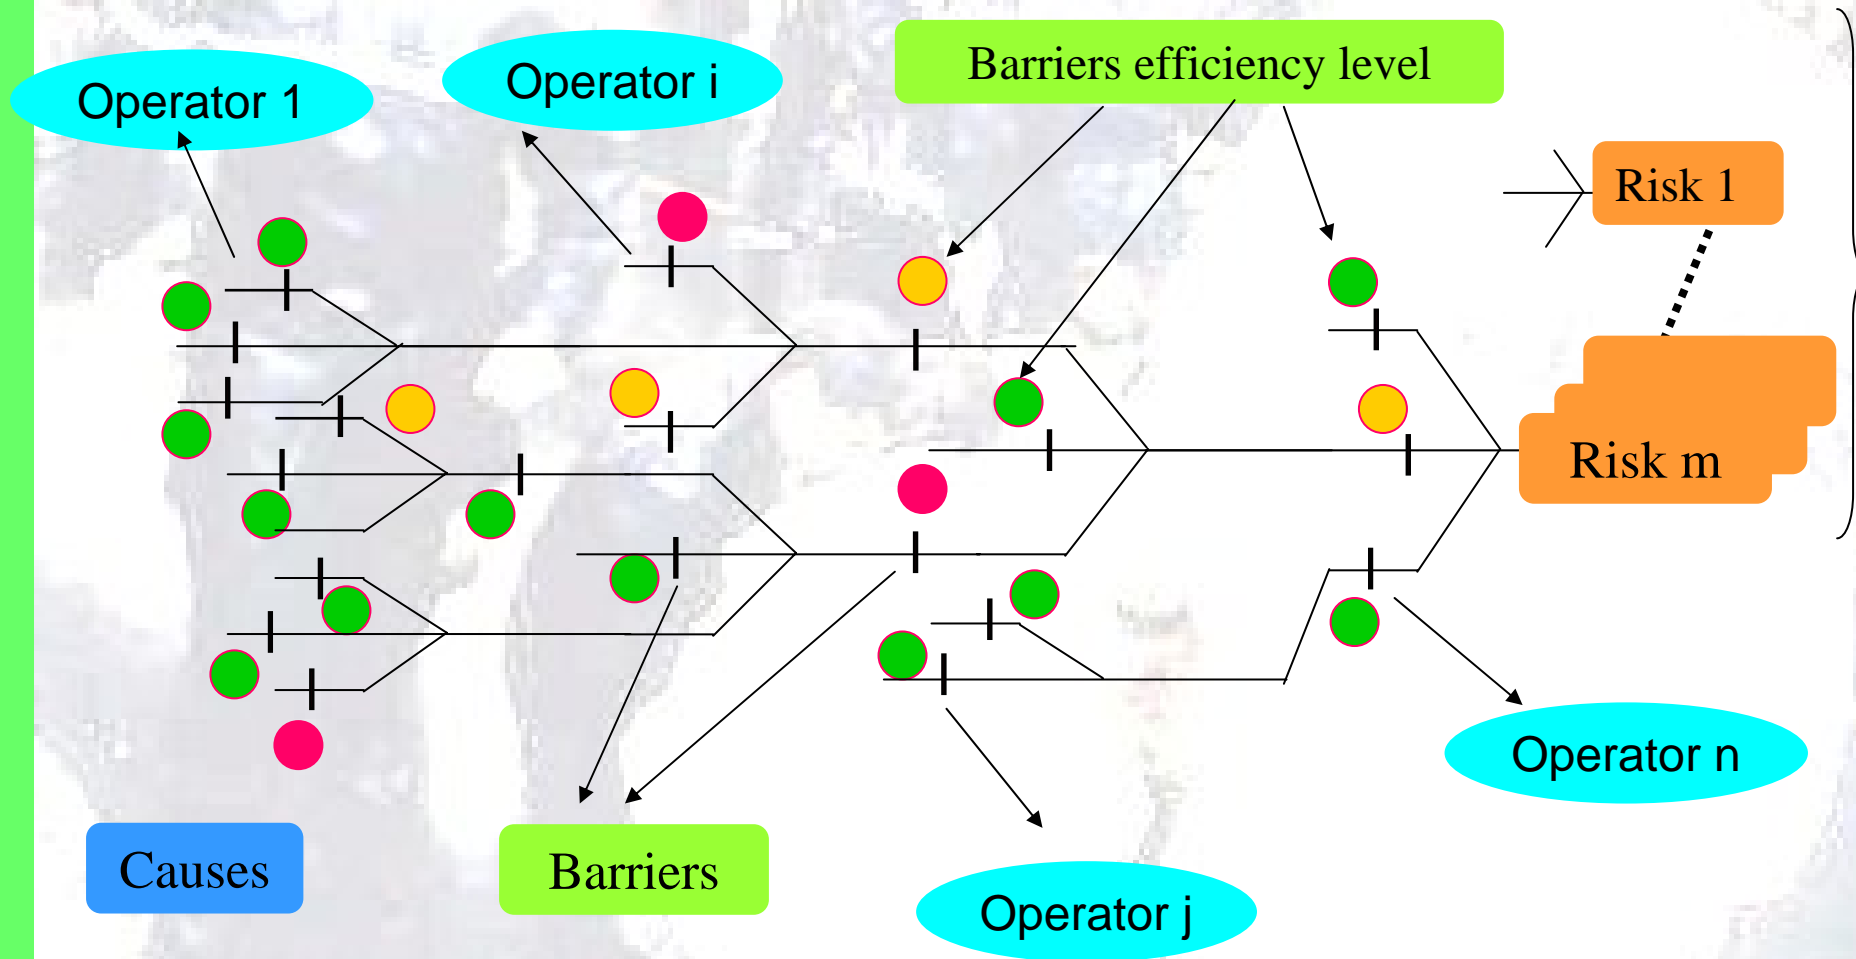 Operator 1
Operator i
Barriers efficiency level
Risk 1
Risk m
Operator n
Causes
Barriers
Operator j